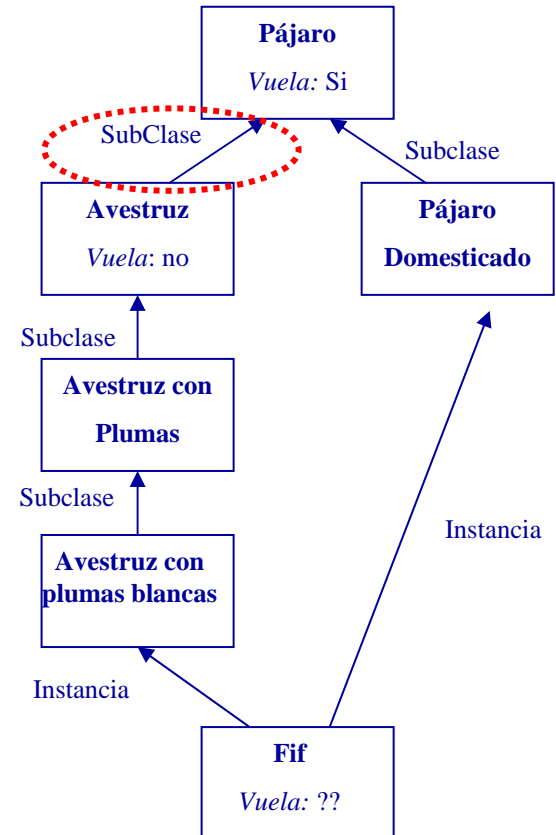 Pájaro
Vuela: Si
SubClase
Subclase
Avestruz
Vuela: no
Pájaro
Domesticado
Subclase
Avestruz con
Plumas
Subclase
Avestruz con
plumas blancas
Instancia
Instancia
Fif
Vuela: ??